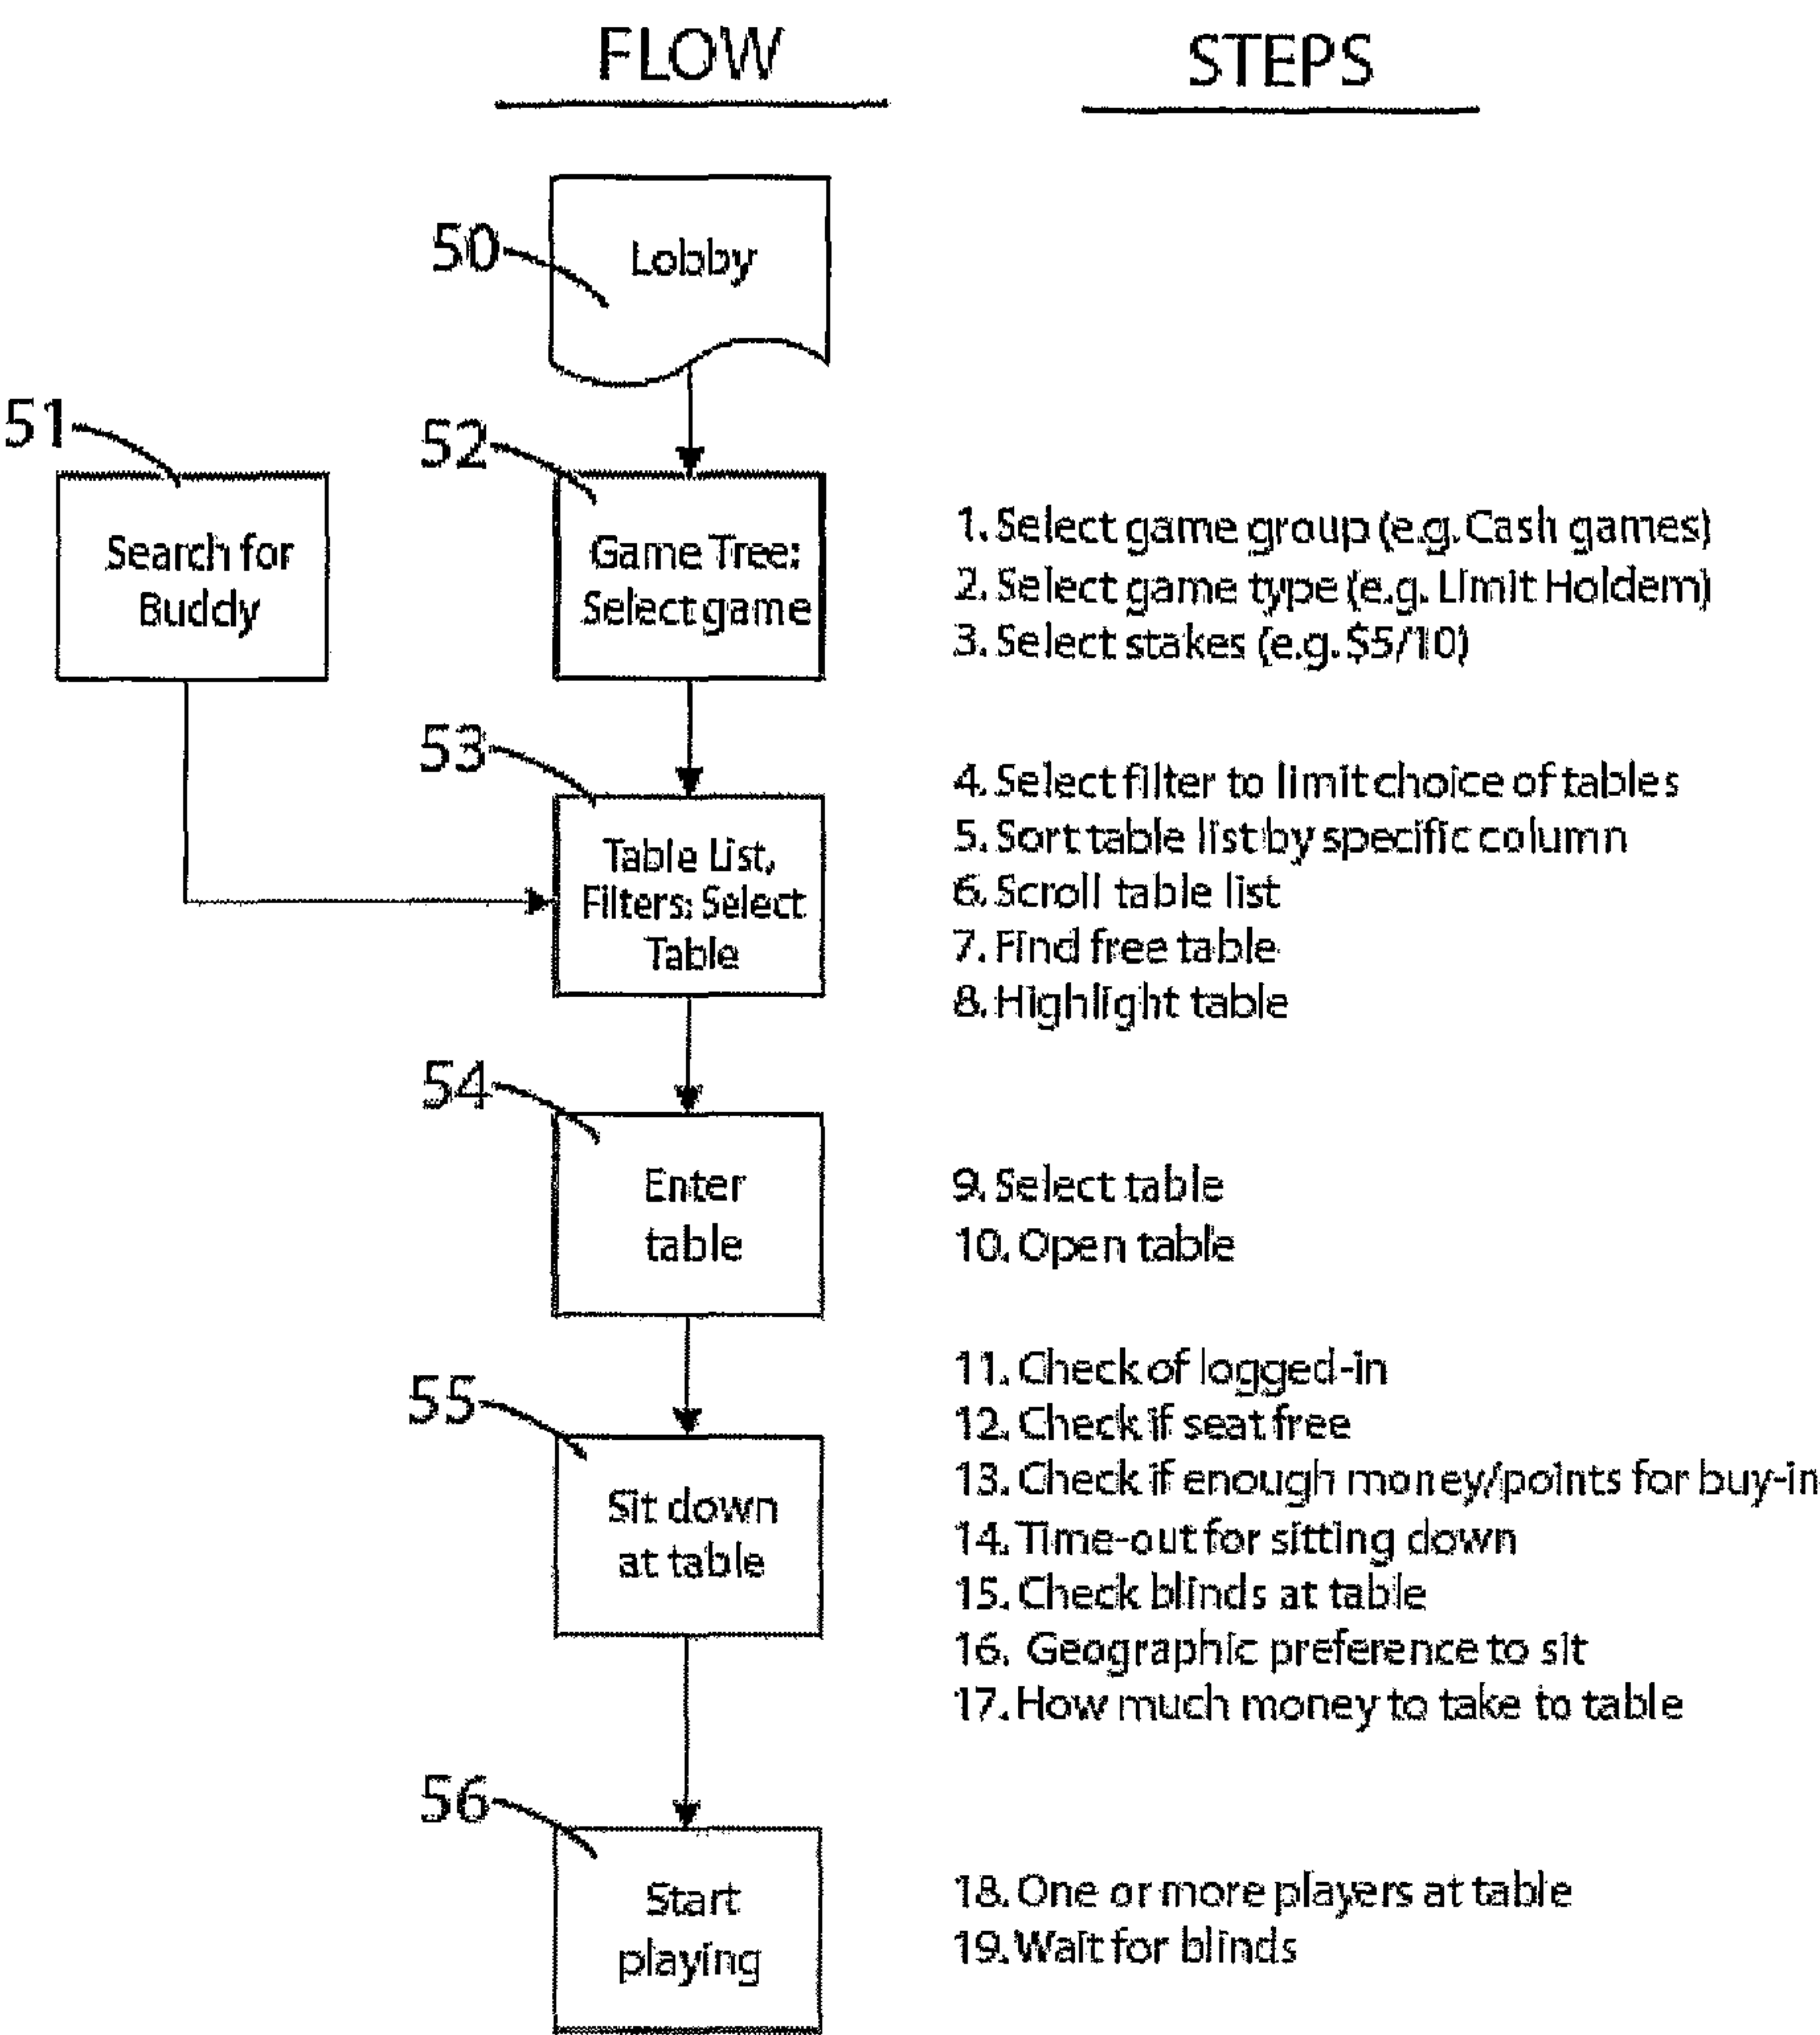 FLOW
STEPS
50
Lobby
51
52
Search for
Buddy
Game Tree:
Select game
1. Select game group (e.g. Cash games)
2. Select game type (e.g. Limit Holdem)
3. Select stakes (e.g. $5/10)
53
Table List,
Filters: Select
Table
4. Select filter to limit choice of tables
5. Sort table list by specific column
6. Scroll table list
7. Find free table
8. Highlight table
54
Enter
table
9. Select table
10. Open table
55
Sit down
at table
11. Check of logged-in
12. Check if seat free
13. Check if enough money/points for buy-in
14. Time-out for sitting down
15. Check blinds at table
16. Geographic preference to sit
17. How much money to take to table
56
Start
playing
18. One or more players at table
19. Wait for blinds